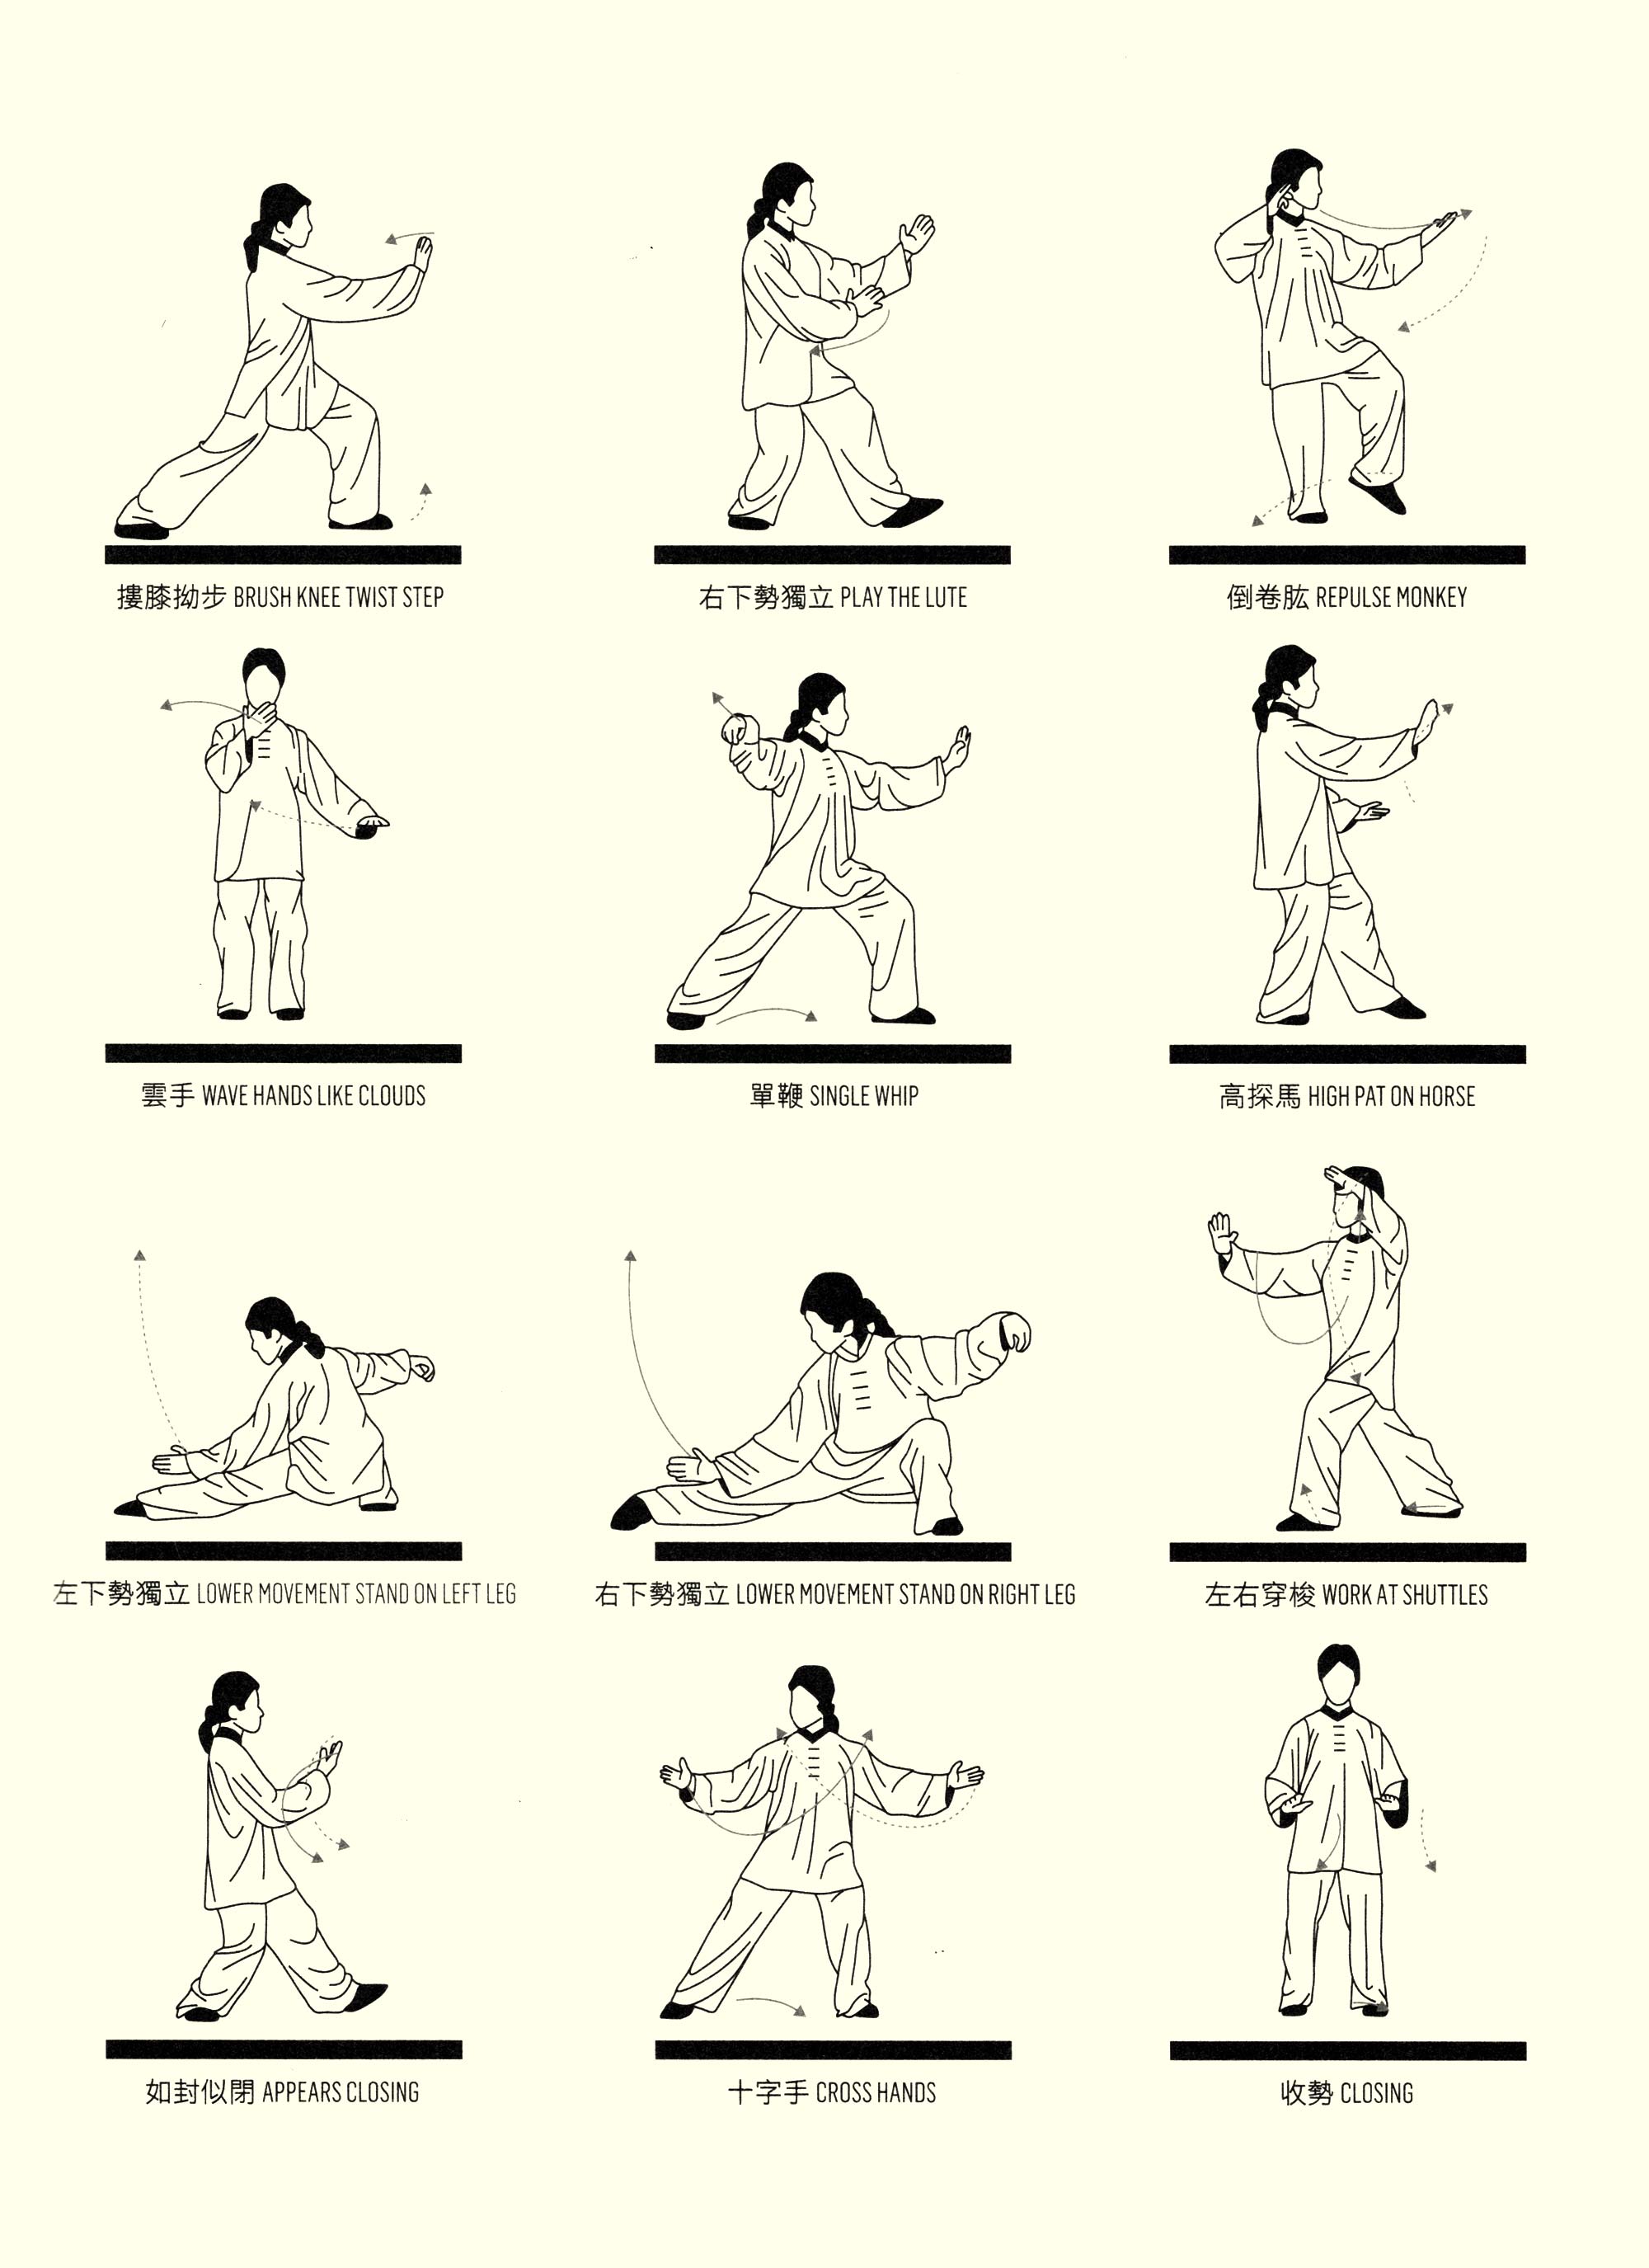 摟膝拗步 BRUSH KNEE TWIST STEP
右下勢獨立 PLAY THE LUTE
倒卷肱 REPULSE MONKEY
雲手 WAVE HANDS LIKE CLOUDS
單鞭 SINGLE WHIP
高探馬 HIGH PAT ON HORSE
左下勢獨立 LOWER MOVEMENT STAND ON LEFT LEG
右下勢獨立 LOWER MOVEMENT STAND ON RIGHT LEG
左右穿梭 WORK AT SHUTTLES
如封似閉 APPEARS CLOSING
十字手 CROSS HANDS
收勢 CLOSING